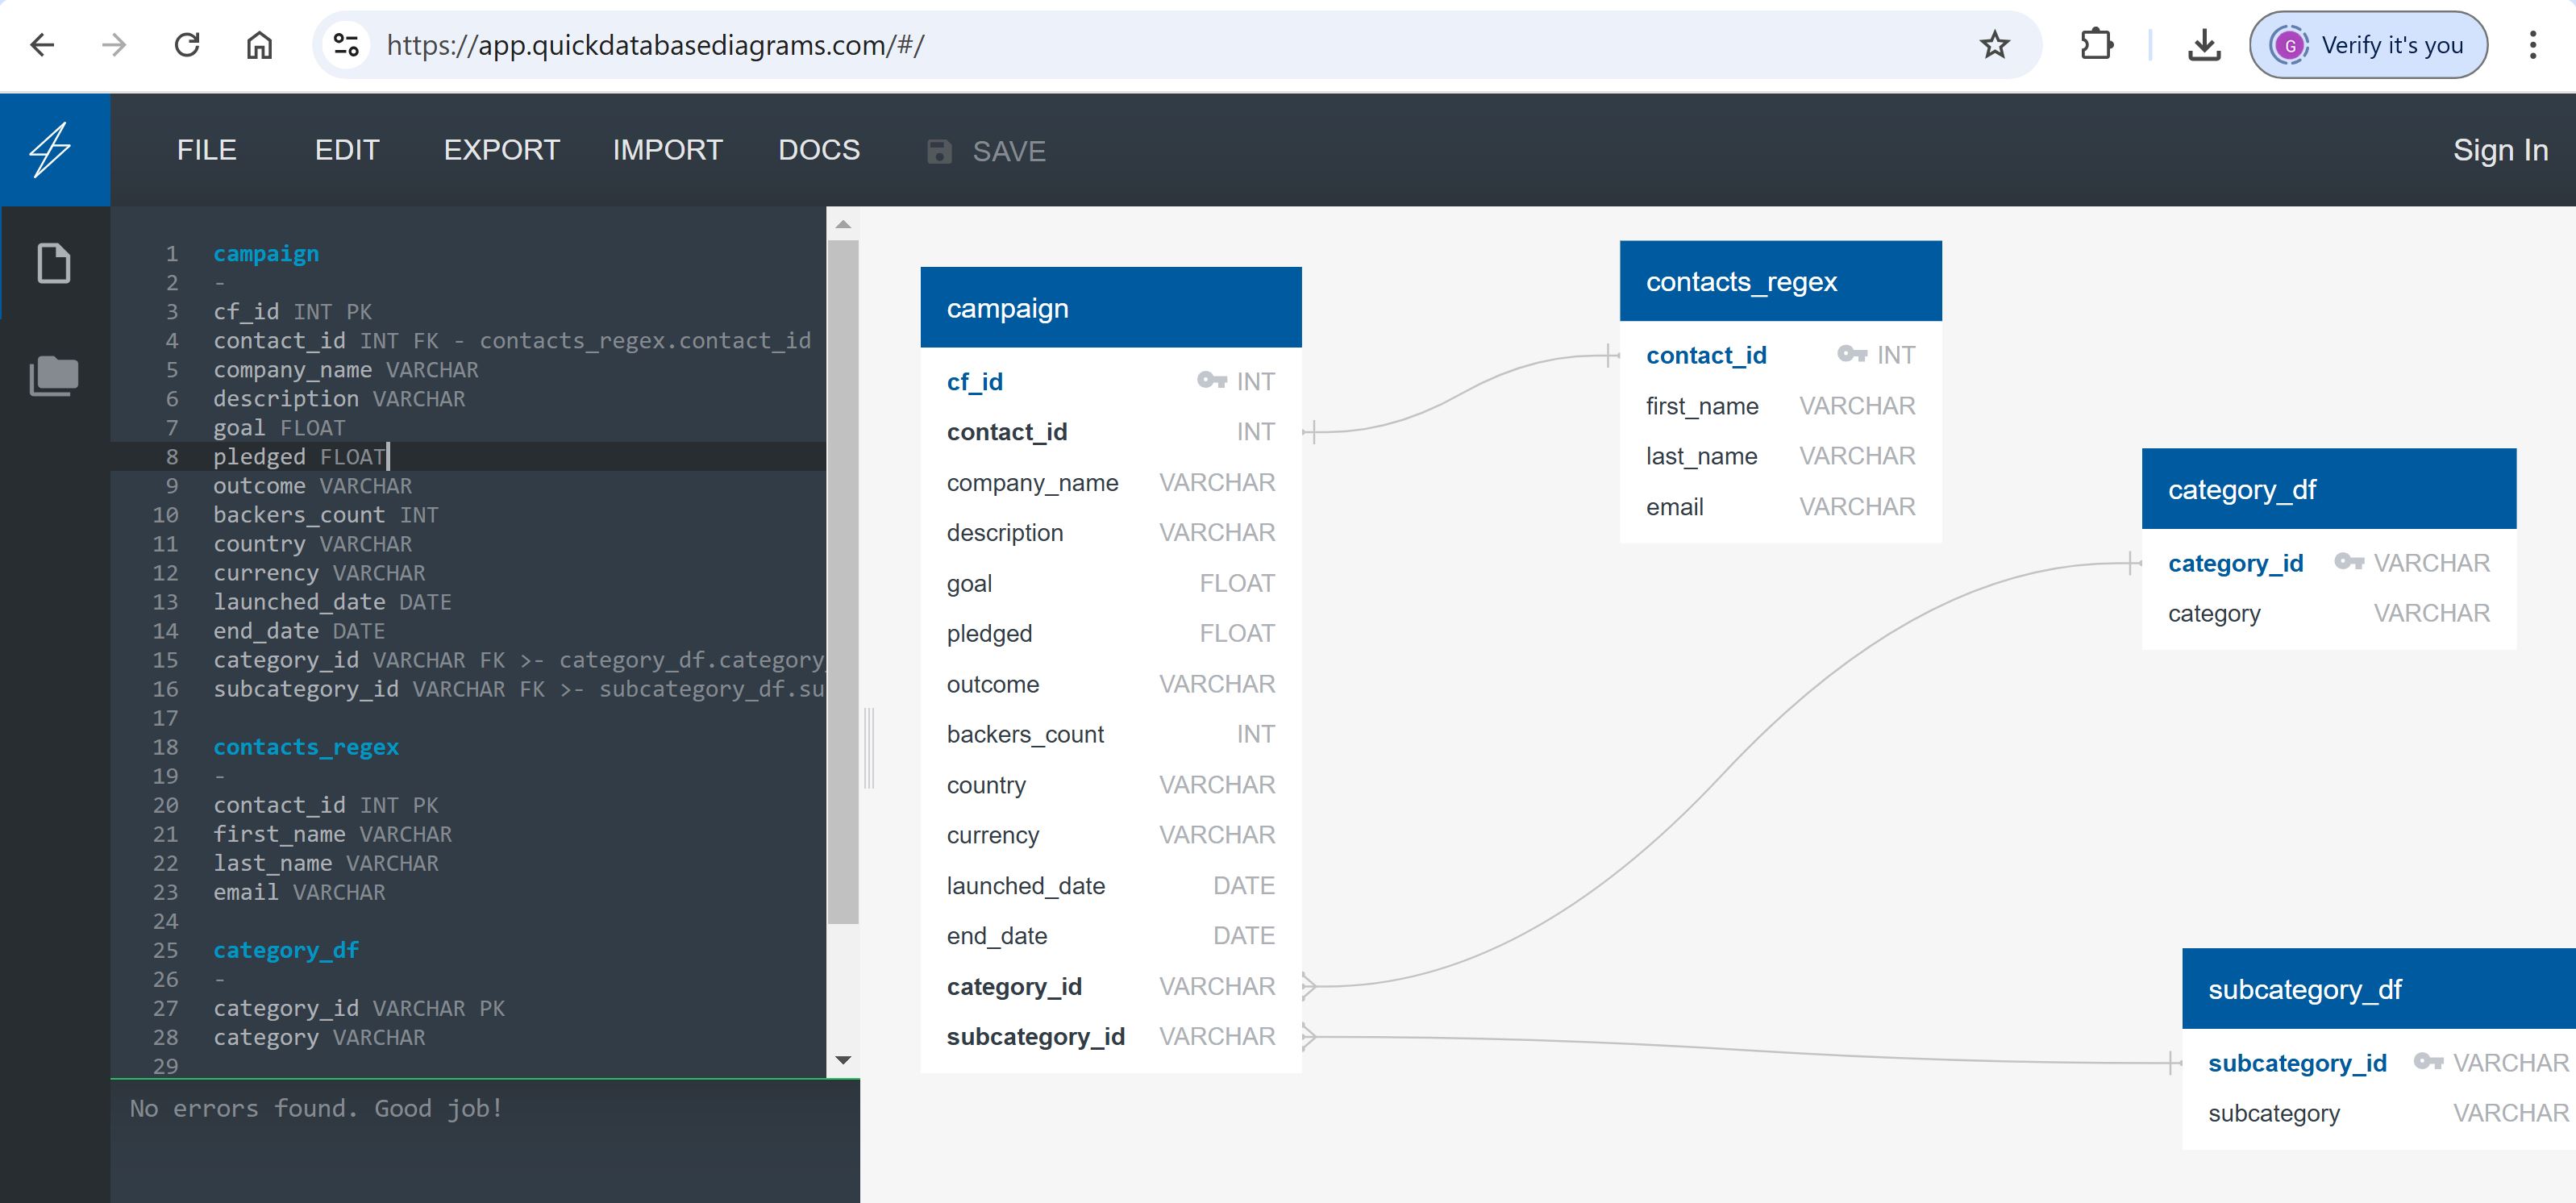 https://app.quickdatabasediagrams.com/#/
G
Verify it's you
FILE
EDIT
EXPORT
IMPORT
DOCS
SAVE
Sign In
1 campaign
2 -
3 cf_id INT PK
4 contact_id INT FK - contacts_regex.contact_id
5 company_name VARCHAR
6 description VARCHAR
7 goal FLOAT
8 pledged FLOAT
9 outcome VARCHAR
10 backers_count INT
11 country VARCHAR
12 currency VARCHAR
13 launched_date DATE
14 end_date DATE
15 category_id VARCHAR FK >- category_df.category_
16 subcategory_id VARCHAR FK >- subcategory_df.su
17
18 contacts_regex
19 -
20 contact_id INT PK
21 first_name VARCHAR
22 last_name VARCHAR
23 email VARCHAR
24
25 category_df
26 -
27 category_id VARCHAR PK
28 category VARCHAR
29
No errors found. Good job!
campaign
cf_id INT
contact_id INT
company_name VARCHAR
description VARCHAR
goal FLOAT
pledged FLOAT
outcome VARCHAR
backers_count INT
country VARCHAR
currency VARCHAR
launched_date DATE
end_date DATE
category_id VARCHAR
subcategory_id VARCHAR
contacts_regex
contact_id INT
first_name VARCHAR
last_name VARCHAR
email VARCHAR
category_df
category_id VARCHAR
category VARCHAR
subcategory_df
subcategory_id VARCHAR
subcategory VARCHAR